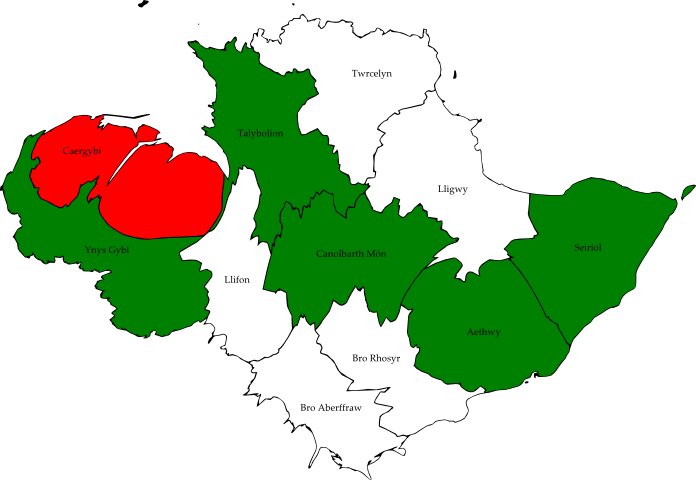 Twrcelyn
Talybolion
Caergybi
Lligwy
Ynys Gybi
Canolbarth Môn
Seiriol
Llifon
Aethwy
Bro Rhosyr
Bro Aberffraw